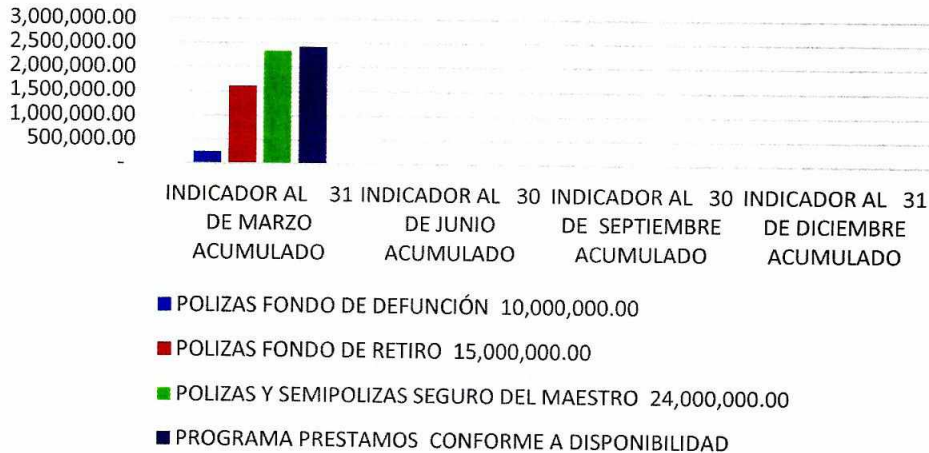 3,000,000.00
2,500,000.00
2,000,000.00
1,500,000.00
1,000,000.00
500,000.00
-
INDICADOR AL 31 DE MARZO ACUMULADO
INDICADOR AL 30 DE JUNIO ACUMULADO
INDICADOR AL 30 DE SEPTIEMBRE ACUMULADO
INDICADOR AL 31 DE DICIEMBRE ACUMULADO
POLIZAS FONDO DE DEFUNCIÓN 10,000,000.00
POLIZAS FONDO DE RETIRO 15,000,000.00
POLIZAS Y SEMIPOLIZAS SEGURO DEL MAESTRO 24,000,000.00
PROGRAMA PRESTAMOS CONFORME A DISPONIBILIDAD